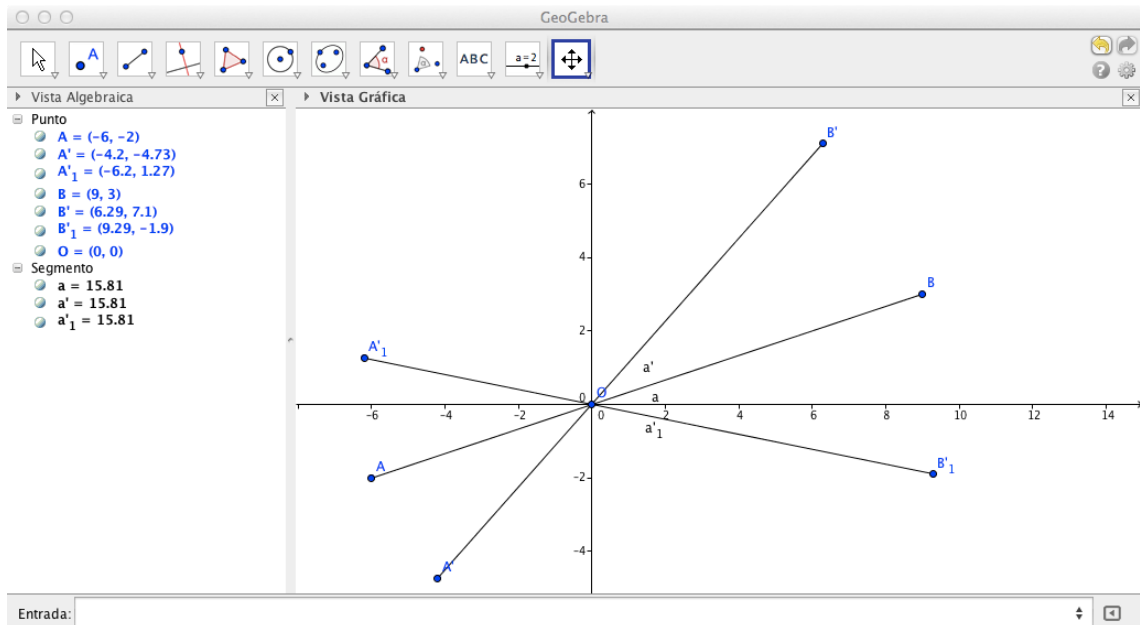 GeoGebra
A
α
α
ABC
a=2
?
Vista Algebraica
Vista Gráfica
Punto
A = (-6, -2)
A' = (-4.2, -4.73)
A'₁ = (-6.2, 1.27)
B = (9, 3)
B' = (6.29, 7.1)
B'₁ = (9.29, -1.9)
O = (0, 0)
Segmento
a = 15.81
a' = 15.81
a'₁ = 15.81
B'
6
4
B
2
A'₁
a'
O
a
0
-6 -4 -2 0 2 4 6 8 10 12 14
a'₁
B'₁
A
-2
-4
A'
Entrada: